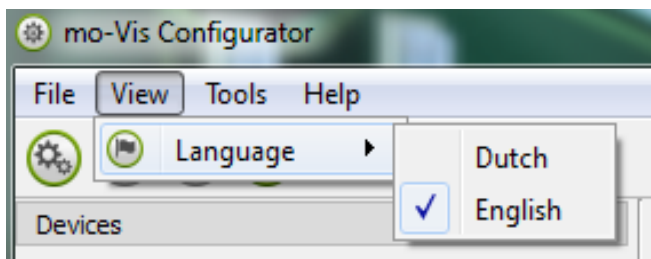 mo-Vis Configurator
File View Tools Help
Language
Dutch
English
Devices